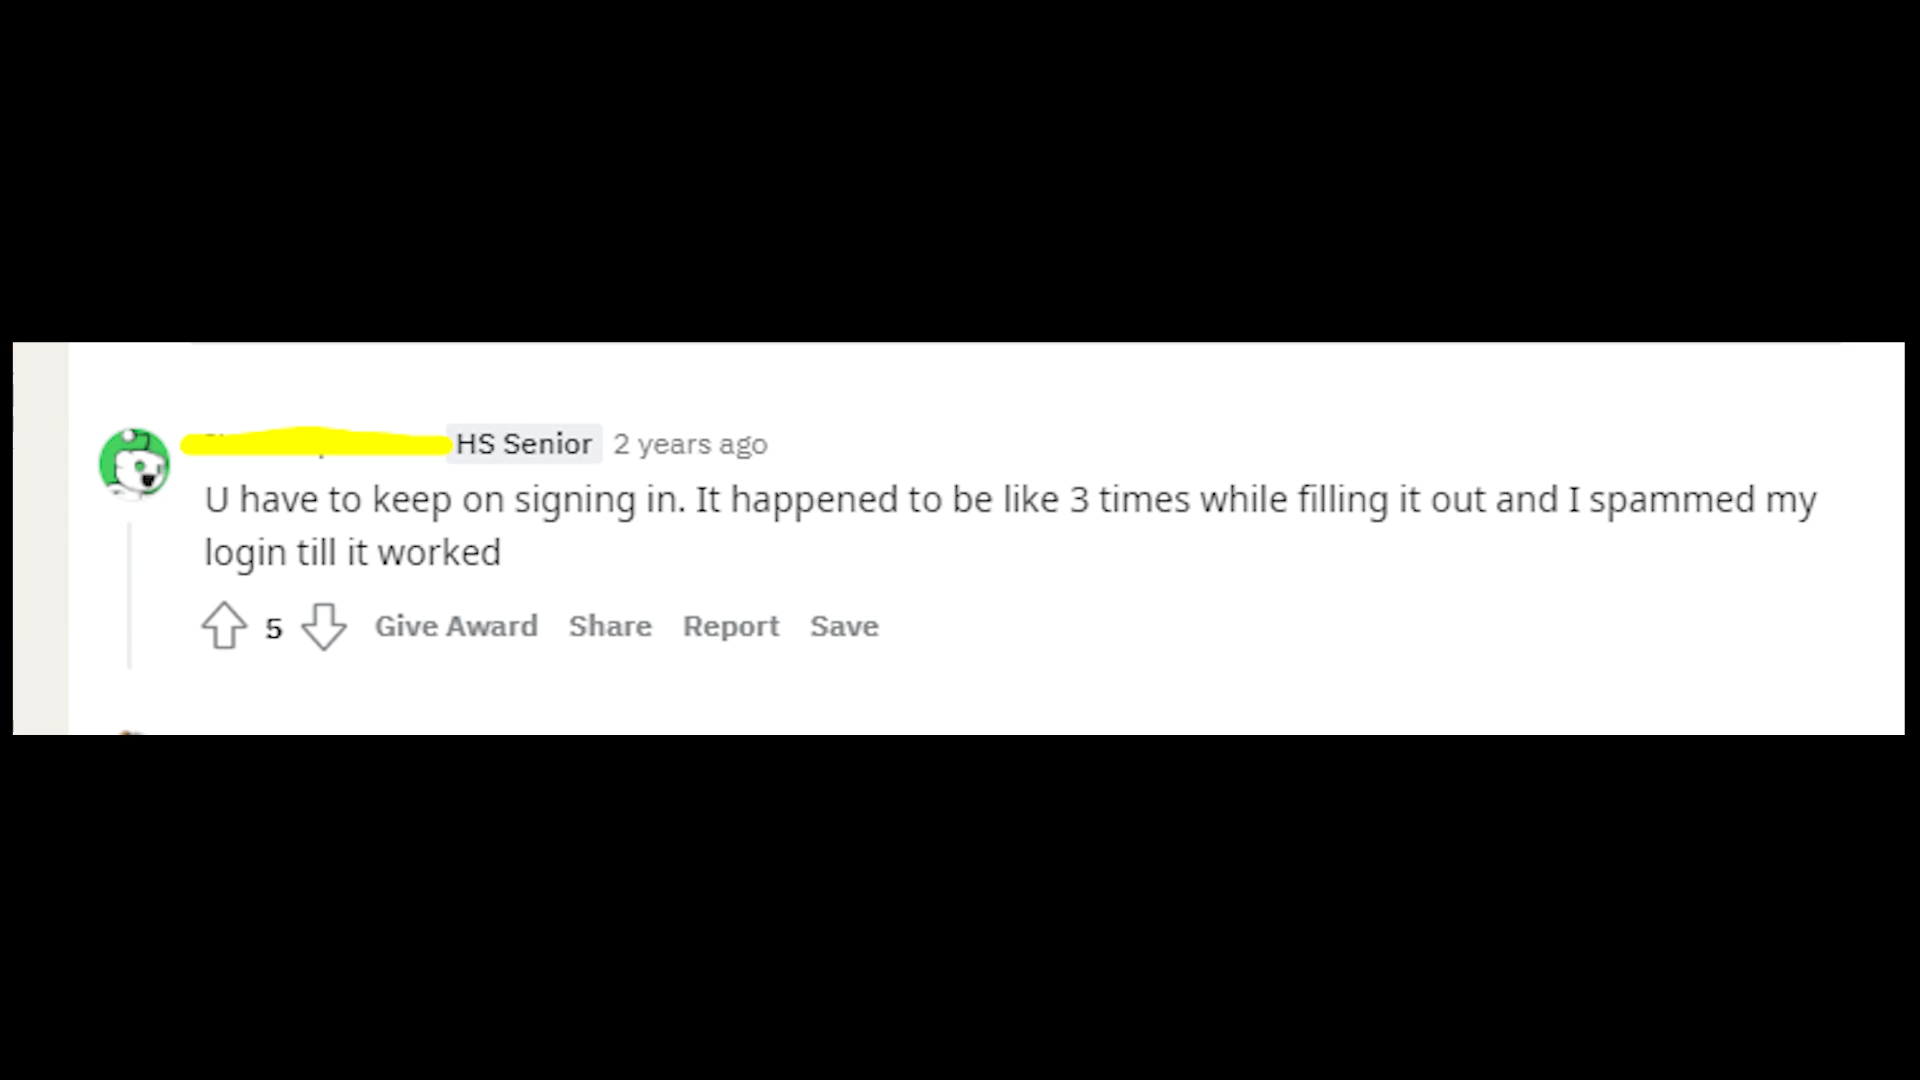 HS Senior 2 years ago
U have to keep on signing in. It happened to be like 3 times while filling it out and I spammed my
login till it worked
5 Give Award Share Report Save